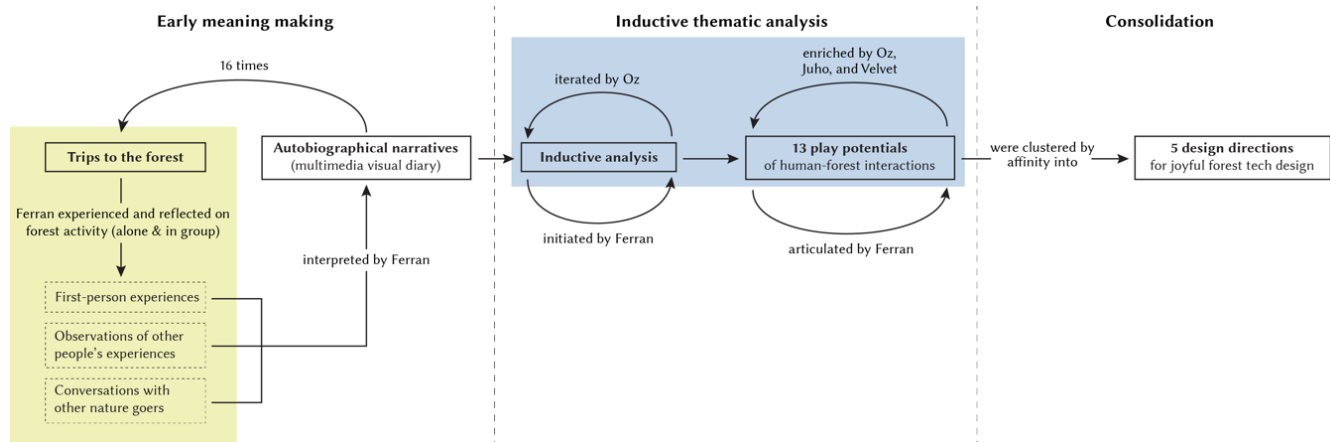 Early meaning making
16 times
Trips to the forest
Ferran experienced and reflected on
forest activity (alone & in group)
First-person experiences
Observations of other
people's experiences
Conversations with
other nature goers
Autobiographical narratives
(multimedia visual diary)
interpreted by Ferran
Inductive thematic analysis
iterated by Oz
Inductive analysis
initiated by Ferran
enriched by Oz,
Juho, and Velvet
13 play potentials
of human-forest interactions
articulated by Ferran
Consolidation
were clustered by
affinity into
5 design directions
for joyful forest tech design